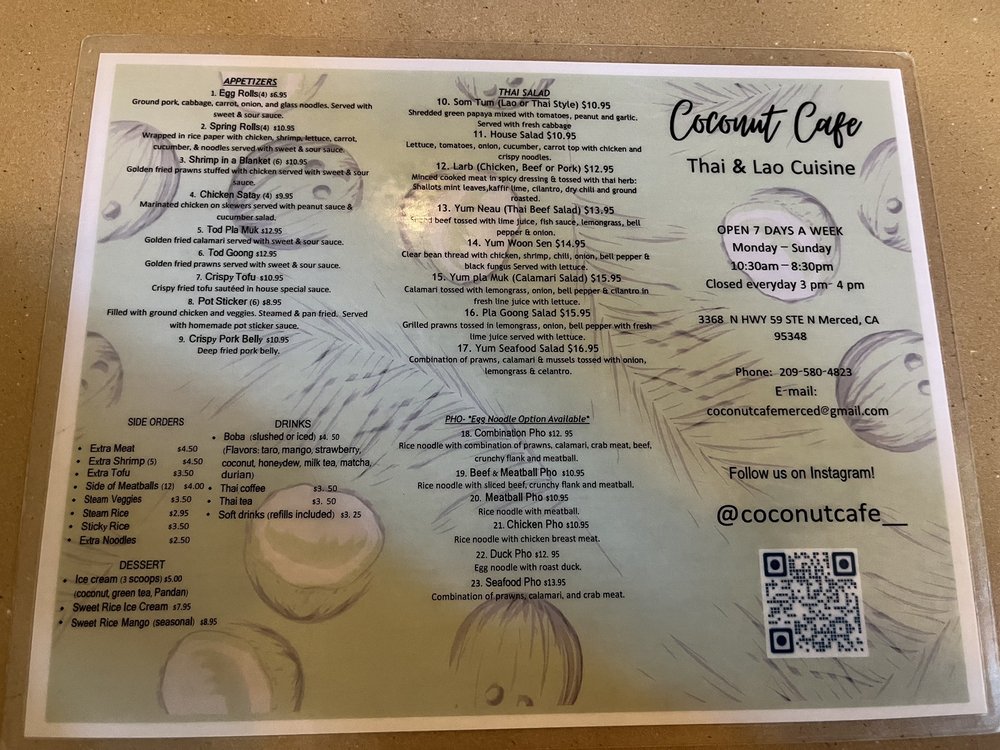 APPETIZERS
1. Egg Rolls(4) $6.95
Ground pork, cabbage, carrot, onion, and glass noodles. Served with
sweet & sour sauce.
2. Spring Rolls(4) $10.95
Wrapped in rice paper with chicken, shrimp, lettuce, carrot,
cucumber, & noodles served with & sour sauce.
3. Shrimp in a Blanket (6) $10.95
Golden fried prawns stuffed with chicken served with sweet & sour
sauce.
4. Chicken Satay (4) $9.95
Marinated chicken on skewers served with peanut sauce &
cucumber salad.
5. Tod Pla Muk $12.95
Golden fried calamari served with sweet & sour sauce.
6. Tod Goong $12.95
Golden fried prawns served with sweet & sour sauce.
7. Crispy Tofu $10.95
Crispy fried tofu sautéed in house special sauce.
8. Pot Sticker (6) $8.95
Filled with ground chicken and veggies. Steamed & pan fried. Served
with homemade pot sticker sauce.
9. Crispy Pork Belly $10.95
Deep fried pork belly.
SIDE ORDERS
• Extra Meat $4.50
• Extra Shrimp (5) $4.50
• Extra Tofu $3.50
• Side of Meatballs (12) $4.00
• Steam Veggies $3.50
• Steam Rice $2.95
• Sticky Rice $3.50
• Extra Noodles $2.50
DESSERT
• Ice cream (3 scoops) $5.00
(coconut, green tea, Pandan)
• Sweet Rice Ice Cream $7.95
• Sweet Rice Mango (seasonal) $8.95
DRINKS
• Boba (slushed or iced) $4. 50
(Flavors: taro, mango, strawberry,
coconut, honeydew, milk tea, matcha,
durian)
• Thai coffee $3. 50
• Thai tea $3. 50
• Soft drinks (refills included) $3. 25
THAI SALAD
10. Som Tum (Lao or Thai Style) $10.95
Shredded green papaya mixed with tomatoes, peanut and garlic.
Served with fresh cabbage
11. House Salad $10.95
Lettuce, tomatoes, onion, cucumber, carrot top with chicken and
crispy noodles.
12. Larb (Chicken, Beef or Pork) $12.95
Minced cooked meat in spicy dressing & tossed with thai herb:
Shallots mint leaves,kaffir lime, cilantro, dry chili and ground
roasted.
13. Yum Neau (Thai Beef Salad) $13.95
beef tossed with lime juice, fish sauce, lemongrass, bell
pepper & onion.
14. Yum Woon Sen $14.95
Clear bean thread with chicken, shrimp, chili, onion, bell pepper &
black fungus Served with lettuce.
15. Yum pla Muk (Calamari Salad) $15.95
Calamari tossed with lemongrass, onion, bell pepper & cilantro in
fresh line juice with lettuce.
16. Pla Goong Salad $15.95
Grilled prawns tossed in lemongrass, onion, bell pepper with fresh
lime juice served with lettuce.
17. Yum Seafood Salad $16.95
Combination of prawns, calamari & mussels tossed with onion,
lemongrass & celantro.
PHO- *Egg Noodle Option Available*
18. Combination Pho $12. 95
Rice noodle with combination of prawns, calamari, crab meat, beef,
crunchy flank and meatball.
19. Beef & Meatball Pho $10.95
Rice noodle with sliced beef, crunchy flank and meatball.
20. Meatball Pho $10.95
Rice noodle with meatball.
21. Chicken Pho $10.95
Rice noodle with chicken breast meat.
22. Duck Pho $12. 95
Egg noodle with roast duck.
23. Seafood Pho $13.95
Combination of prawns, calamari, and crab meat.
Coconut Cafe
Thai & Lao Cuisine
OPEN 7 DAYS A WEEK
Monday – Sunday
10:30am – 8:30pm
Closed everyday 3 pm- 4 pm
3368 N HWY 59 STE N Merced, CA
95348
Phone: 209-580-4823
E-mail:
coconutcafemerced@gmail.com
Follow us on Instagram!
@coconutcafe__